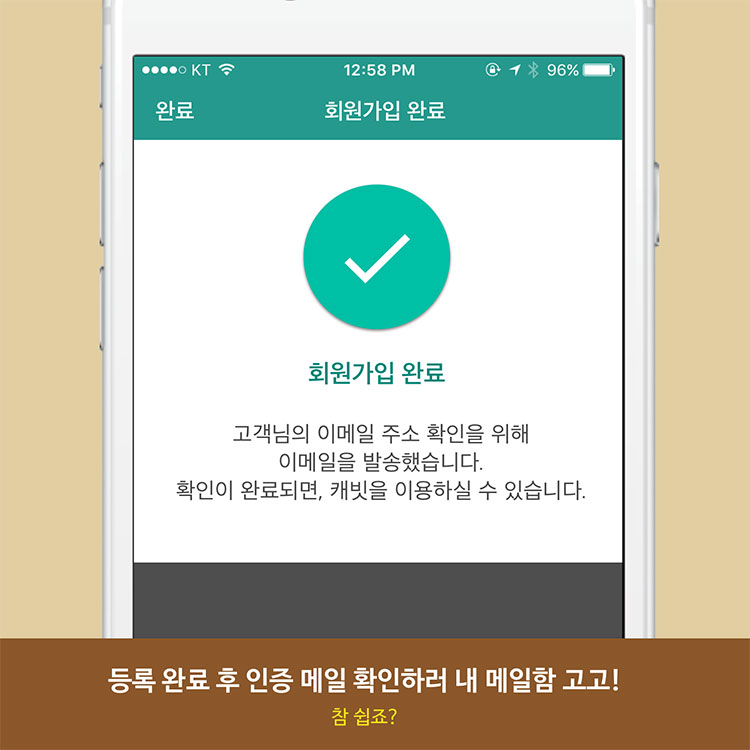 KT 12:58 PM 96%
완료 회원가입 완료
회원가입 완료
고객님의 이메일 주소 확인을 위해
이메일을 발송했습니다.
확인이 완료되면, 캐빗을 이용하실 수 있습니다.
등록 완료 후 인증 메일 확인하러 내 메일함 고고!
참 쉽죠?